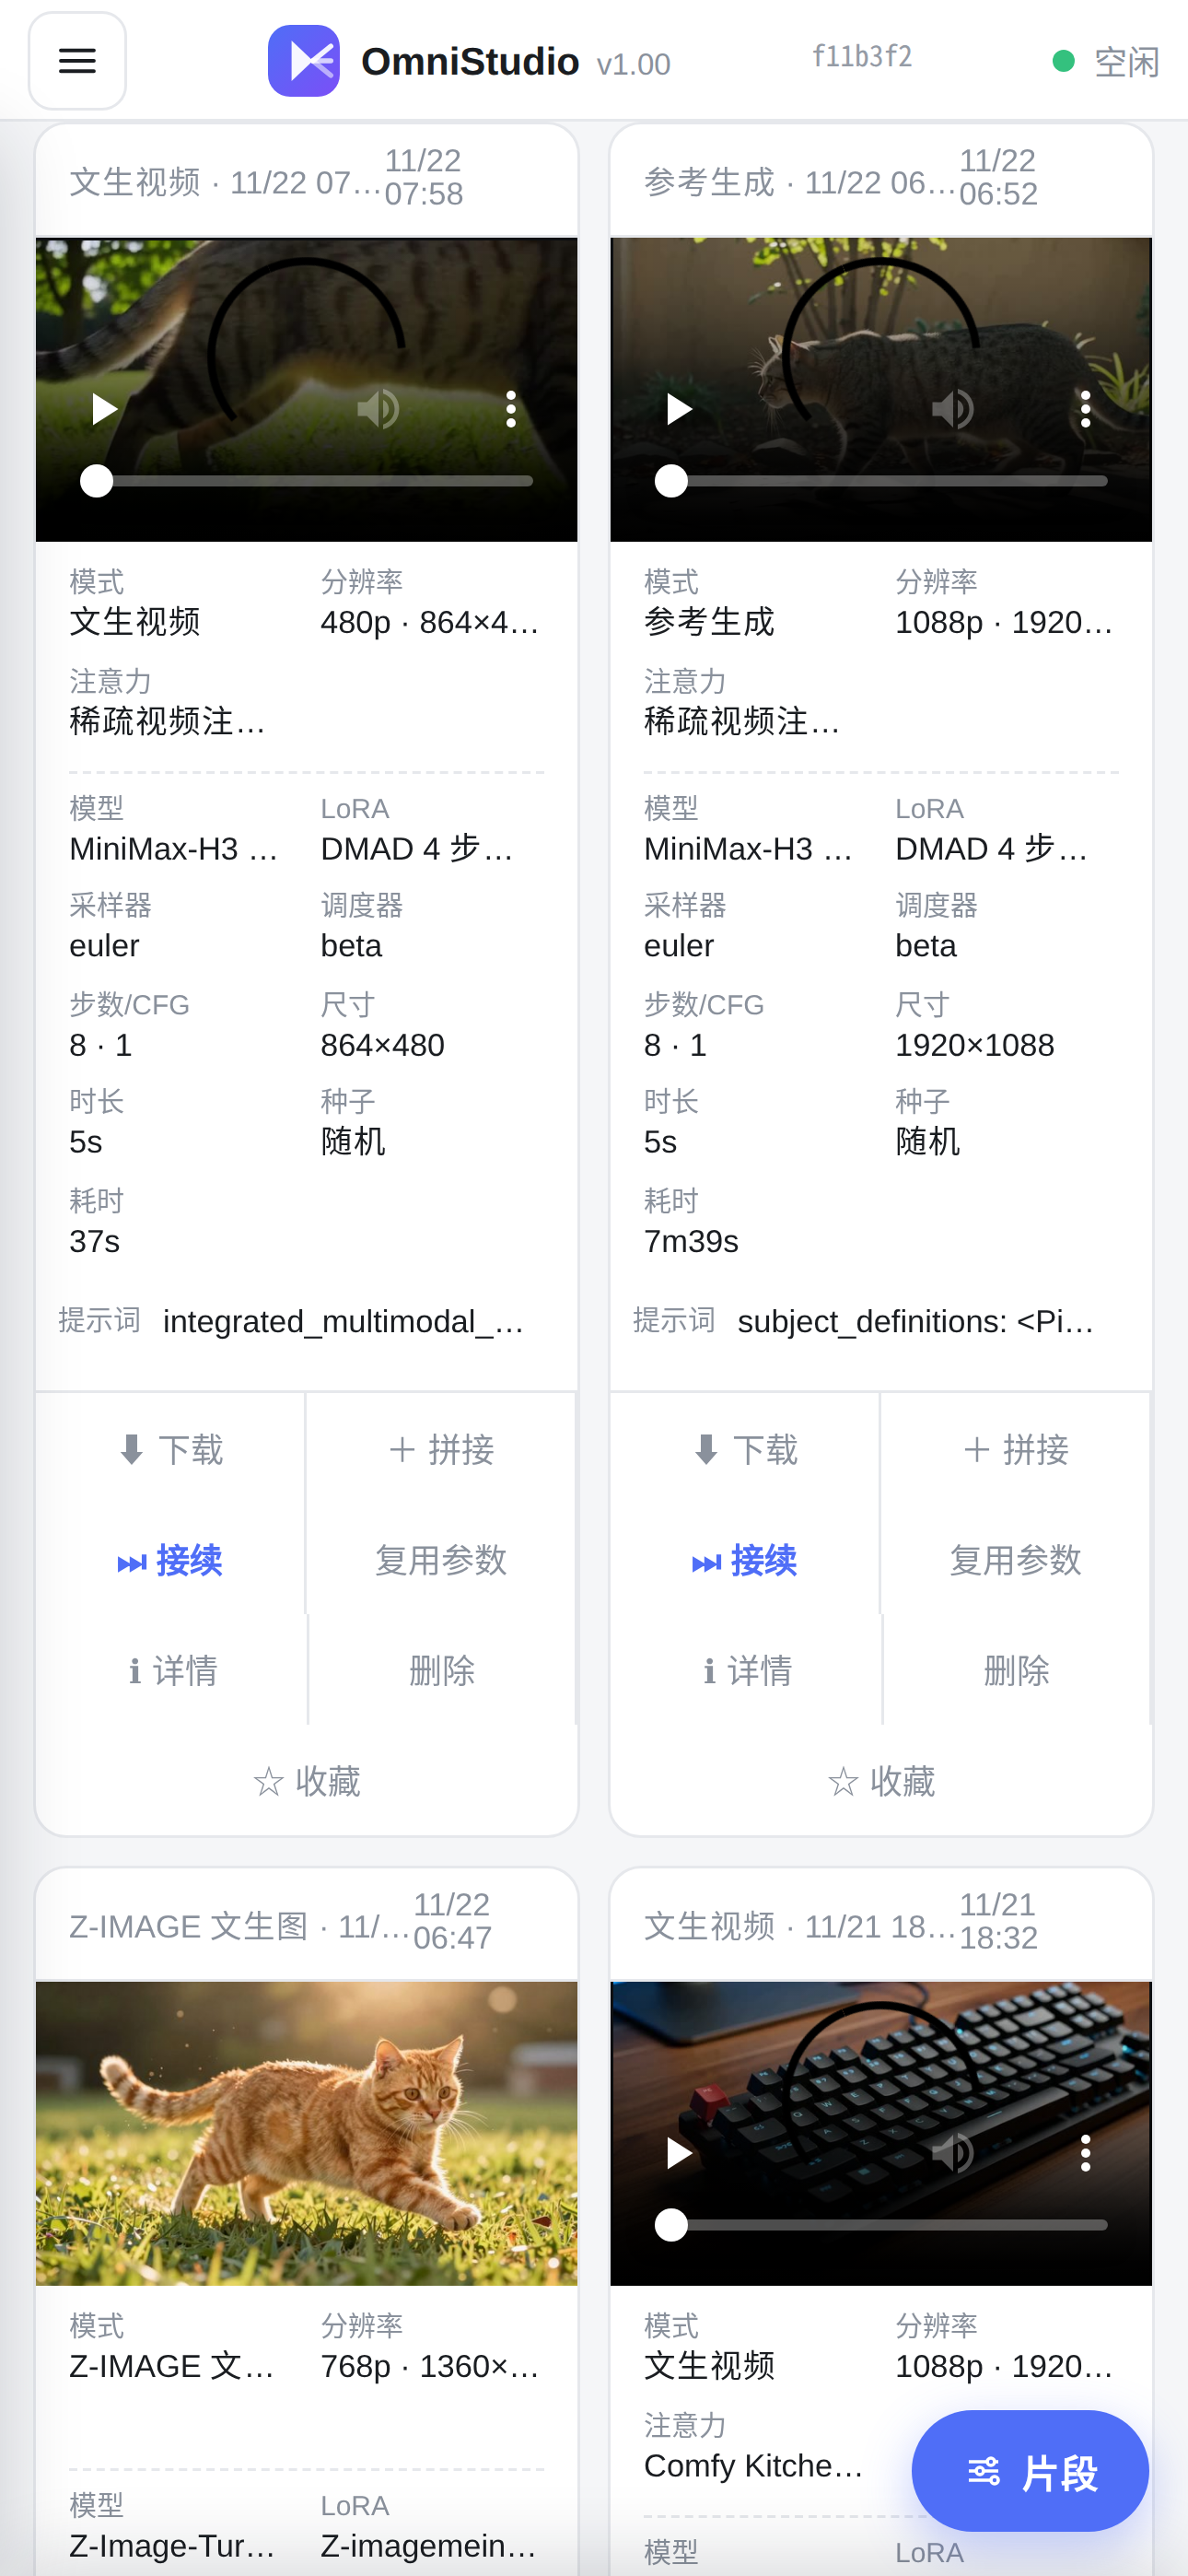 OmniStudio v1.00 f11b3f2 空闲
文生视频 · 11/22 07… 11/22 07:58
模式 分辨率
文生视频 480p · 864×4…
注意力
稀疏视频注…
模型 LoRA
MiniMax-H3 … DMAD 4 步…
采样器 调度器
euler beta
步数/CFG 尺寸
8 · 1 864×480
时长 种子
5s 随机
耗时
37s
提示词 integrated_multimodal_…
⬇ 下载 ＋ 拼接
⏭ 接续 复用参数
ℹ 详情 删除
☆ 收藏
参考生成 · 11/22 06… 11/22 06:52
模式 分辨率
参考生成 1088p · 1920…
注意力
稀疏视频注…
模型 LoRA
MiniMax-H3 … DMAD 4 步…
采样器 调度器
euler beta
步数/CFG 尺寸
8 · 1 1920×1088
时长 种子
5s 随机
耗时
7m39s
提示词 subject_definitions: <Pi…
⬇ 下载 ＋ 拼接
⏭ 接续 复用参数
ℹ 详情 删除
☆ 收藏
Z-IMAGE 文生图 · 11/… 11/22 06:47
模式 分辨率
Z-IMAGE 文… 768p · 1360×…
模型 LoRA
Z-Image-Tur… Z-imagemein…
文生视频 · 11/21 18… 11/21 18:32
模式 分辨率
文生视频 1088p · 1920…
注意力
Comfy Kitche…
模型 LoRA
片段